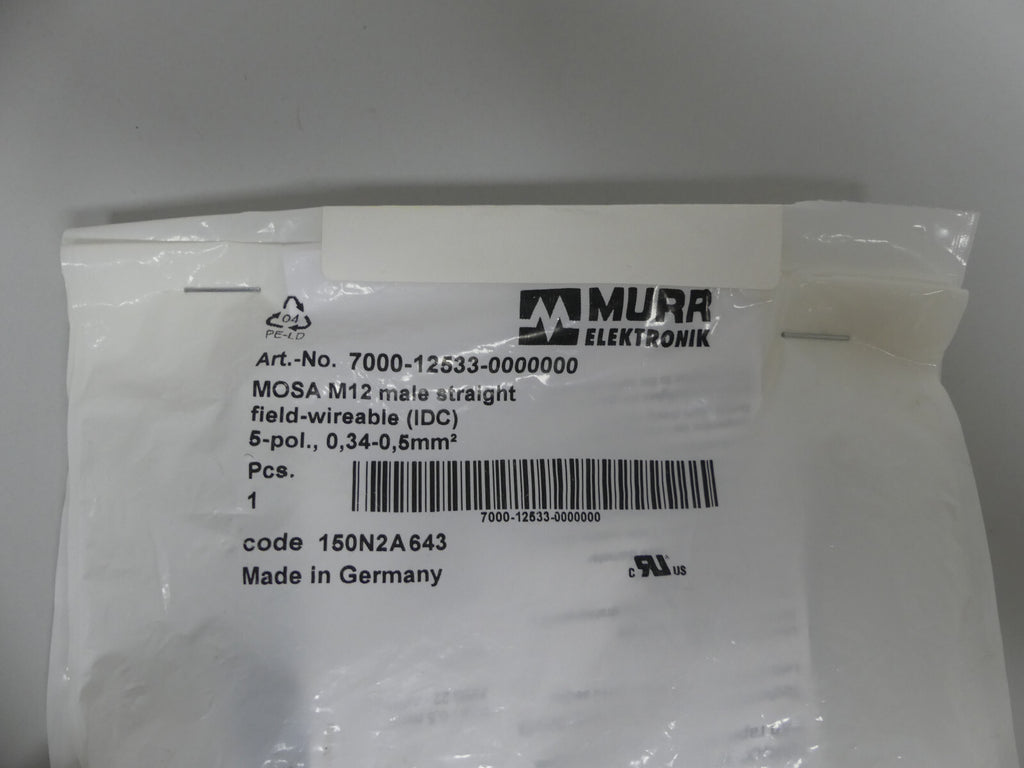 MURR
ELEKTRONIK
04
PE-LD
Art.-No. 7000-12533-0000000
MOSA M12 male straight
field-wireable (IDC)
5-pol., 0,34-0,5mm²
Pcs.
1
7000-12533-0000000
code 150N2A643
Made in Germany
c RU US